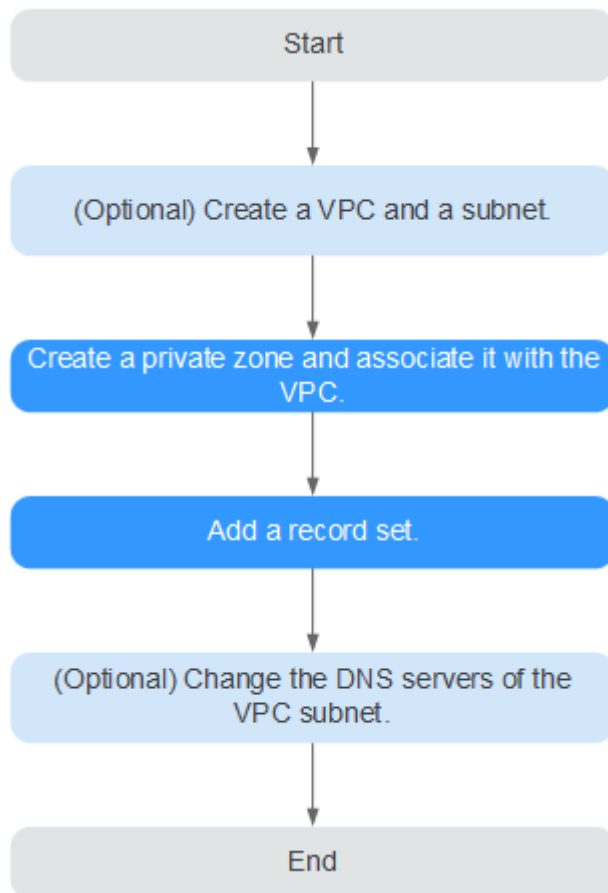 Start
(Optional) Create a VPC and a subnet.
Create a private zone and associate it with the
VPC.
Add a record set.
(Optional) Change the DNS servers of the
VPC subnet.
End